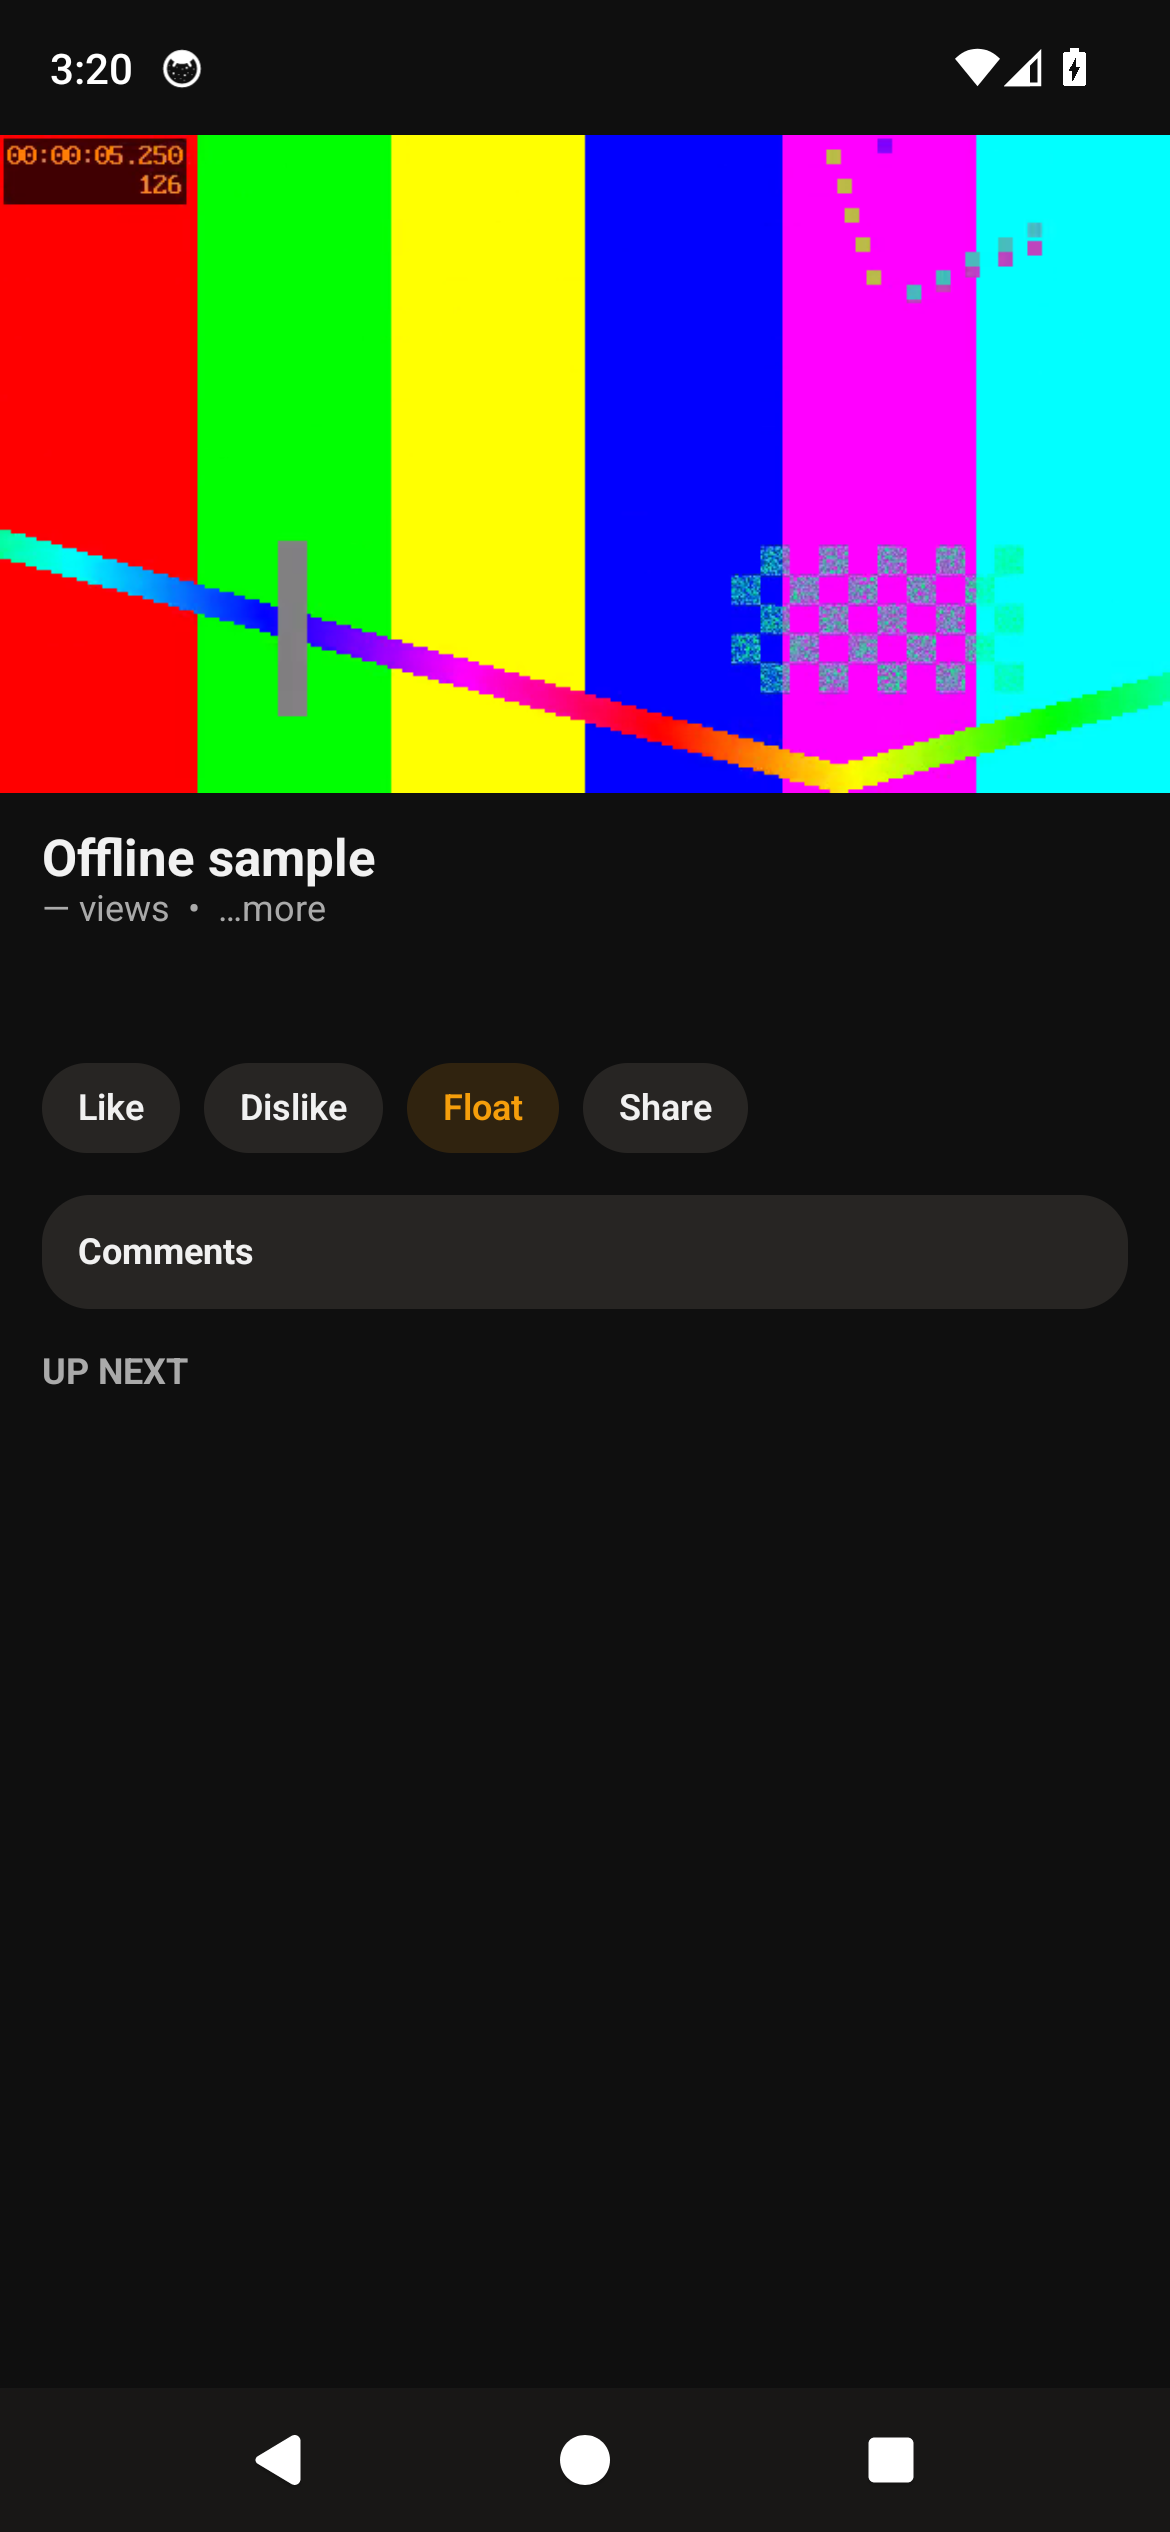 3:20
00:00:05.250
126
Offline sample
— views • …more
Like Dislike Float Share
Comments
UP NEXT